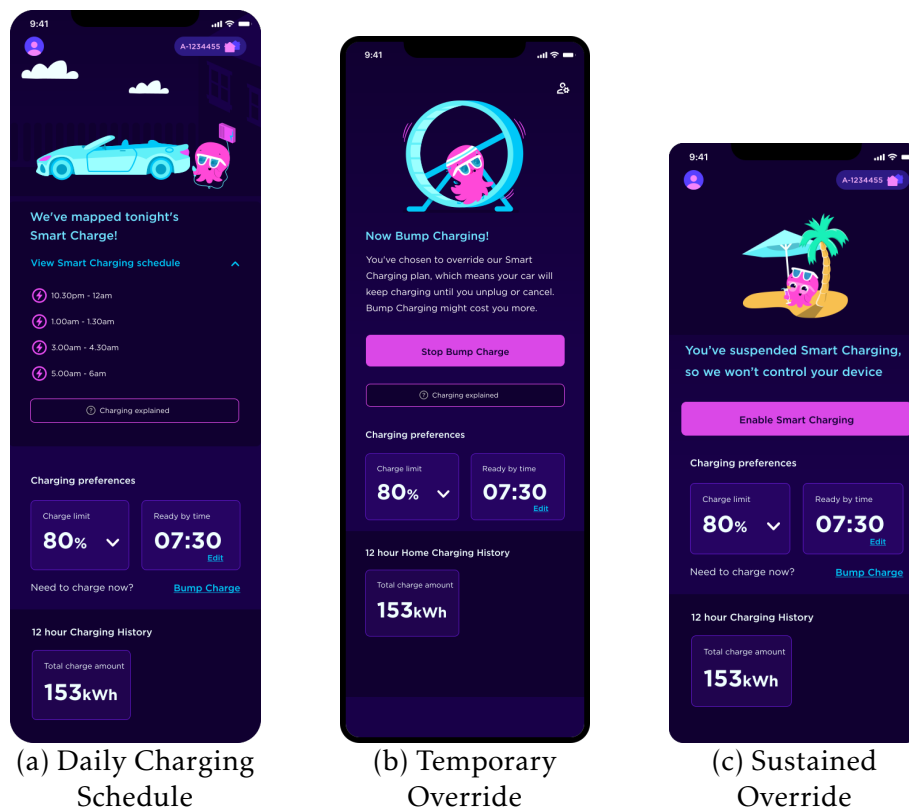 9:41
A-1234455
We've mapped tonight's
Smart Charge!
View Smart Charging schedule
10.30pm - 12am
1.00am - 1.30am
3.00am - 4.30am
5.00am - 6am
Charging explained
Charging preferences
Charge limit
80%
Ready by time
07:30
Edit
Need to charge now?
Bump Charge
12 hour Charging History
Total charge amount
153kWh
(a) Daily Charging
Schedule
9:41
Now Bump Charging!
You've chosen to override our Smart
Charging plan, which means your car will
keep charging until you unplug or cancel.
Bump Charging might cost you more.
Stop Bump Charge
Charging explained
Charging preferences
Charge limit
80%
Ready by time
07:30
Edit
12 hour Home Charging History
Total charge amount
153kWh
(b) Temporary
Override
9:41
A-1234455
You've suspended Smart Charging,
so we won't control your device
Enable Smart Charging
Charging preferences
Charge limit
80%
Ready by time
07:30
Edit
Need to charge now?
Bump Charge
12 hour Charging History
Total charge amount
153kWh
(c) Sustained
Override